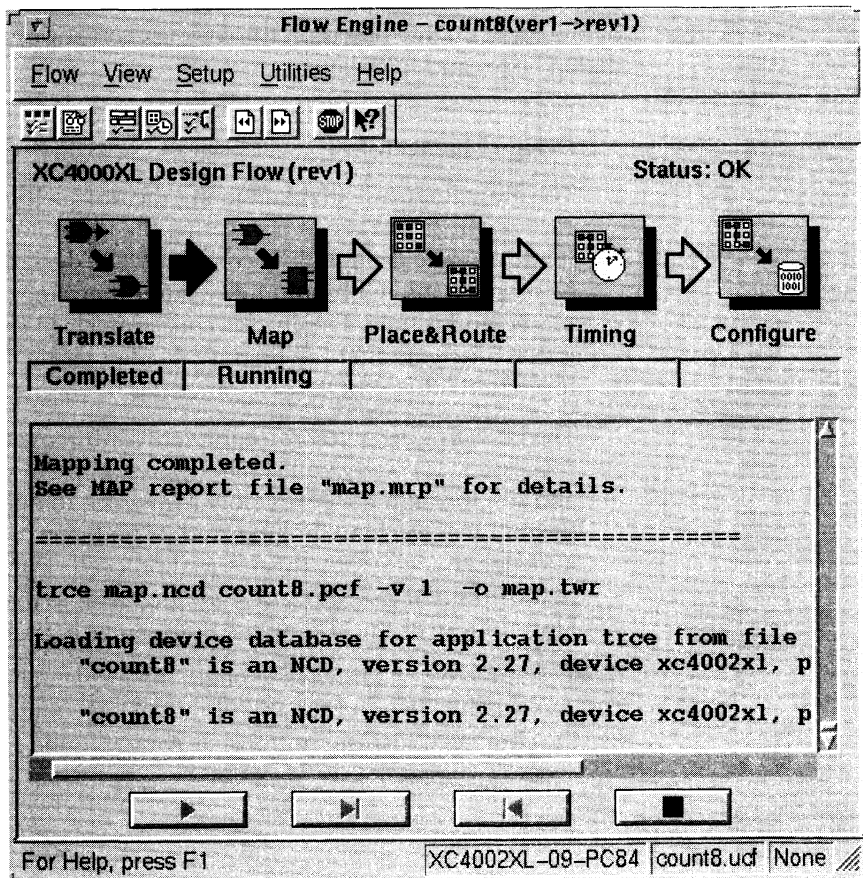 Flow Engine – count8(ver1->rev1)
Flow View Setup Utilities Help
STOP
XC4000XL Design Flow (rev1) Status: OK
0010
1001
Translate Map Place&Route Timing Configure
Completed Running
Mapping completed.
See MAP report file "map.mrp" for details.
==================================================
trce map.ncd count8.pcf -v 1 -o map.twr
Loading device database for application trce from file
"count8" is an NCD, version 2.27, device xc4002xl, p
"count8" is an NCD, version 2.27, device xc4002xl, p
For Help, press F1 XC4002XL-09-PC84 count8.ucf None